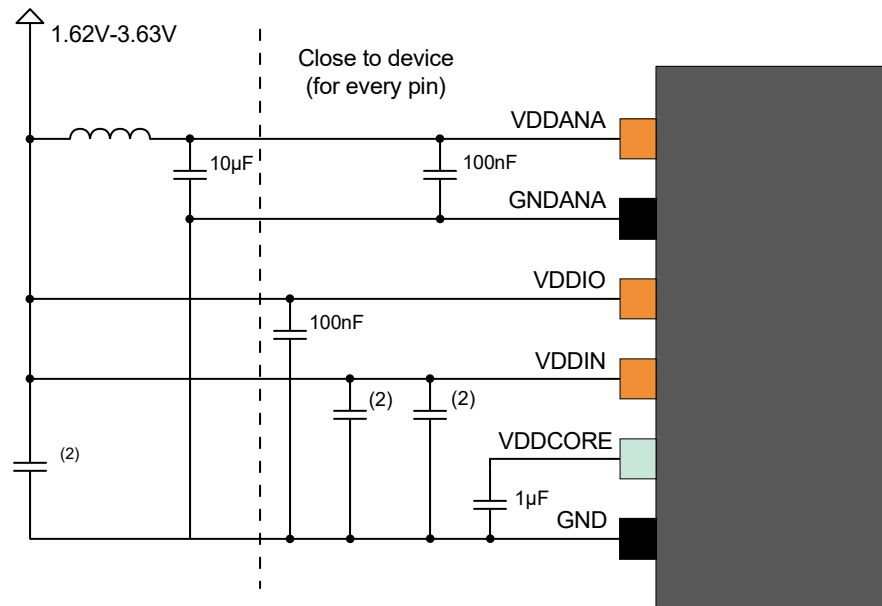 1.62V-3.63V
Close to device
(for every pin)
VDDANA
10µF
100nF
GNDANA
VDDIO
100nF
VDDIN
(2)
(2)
VDDCORE
(2)
1µF
GND